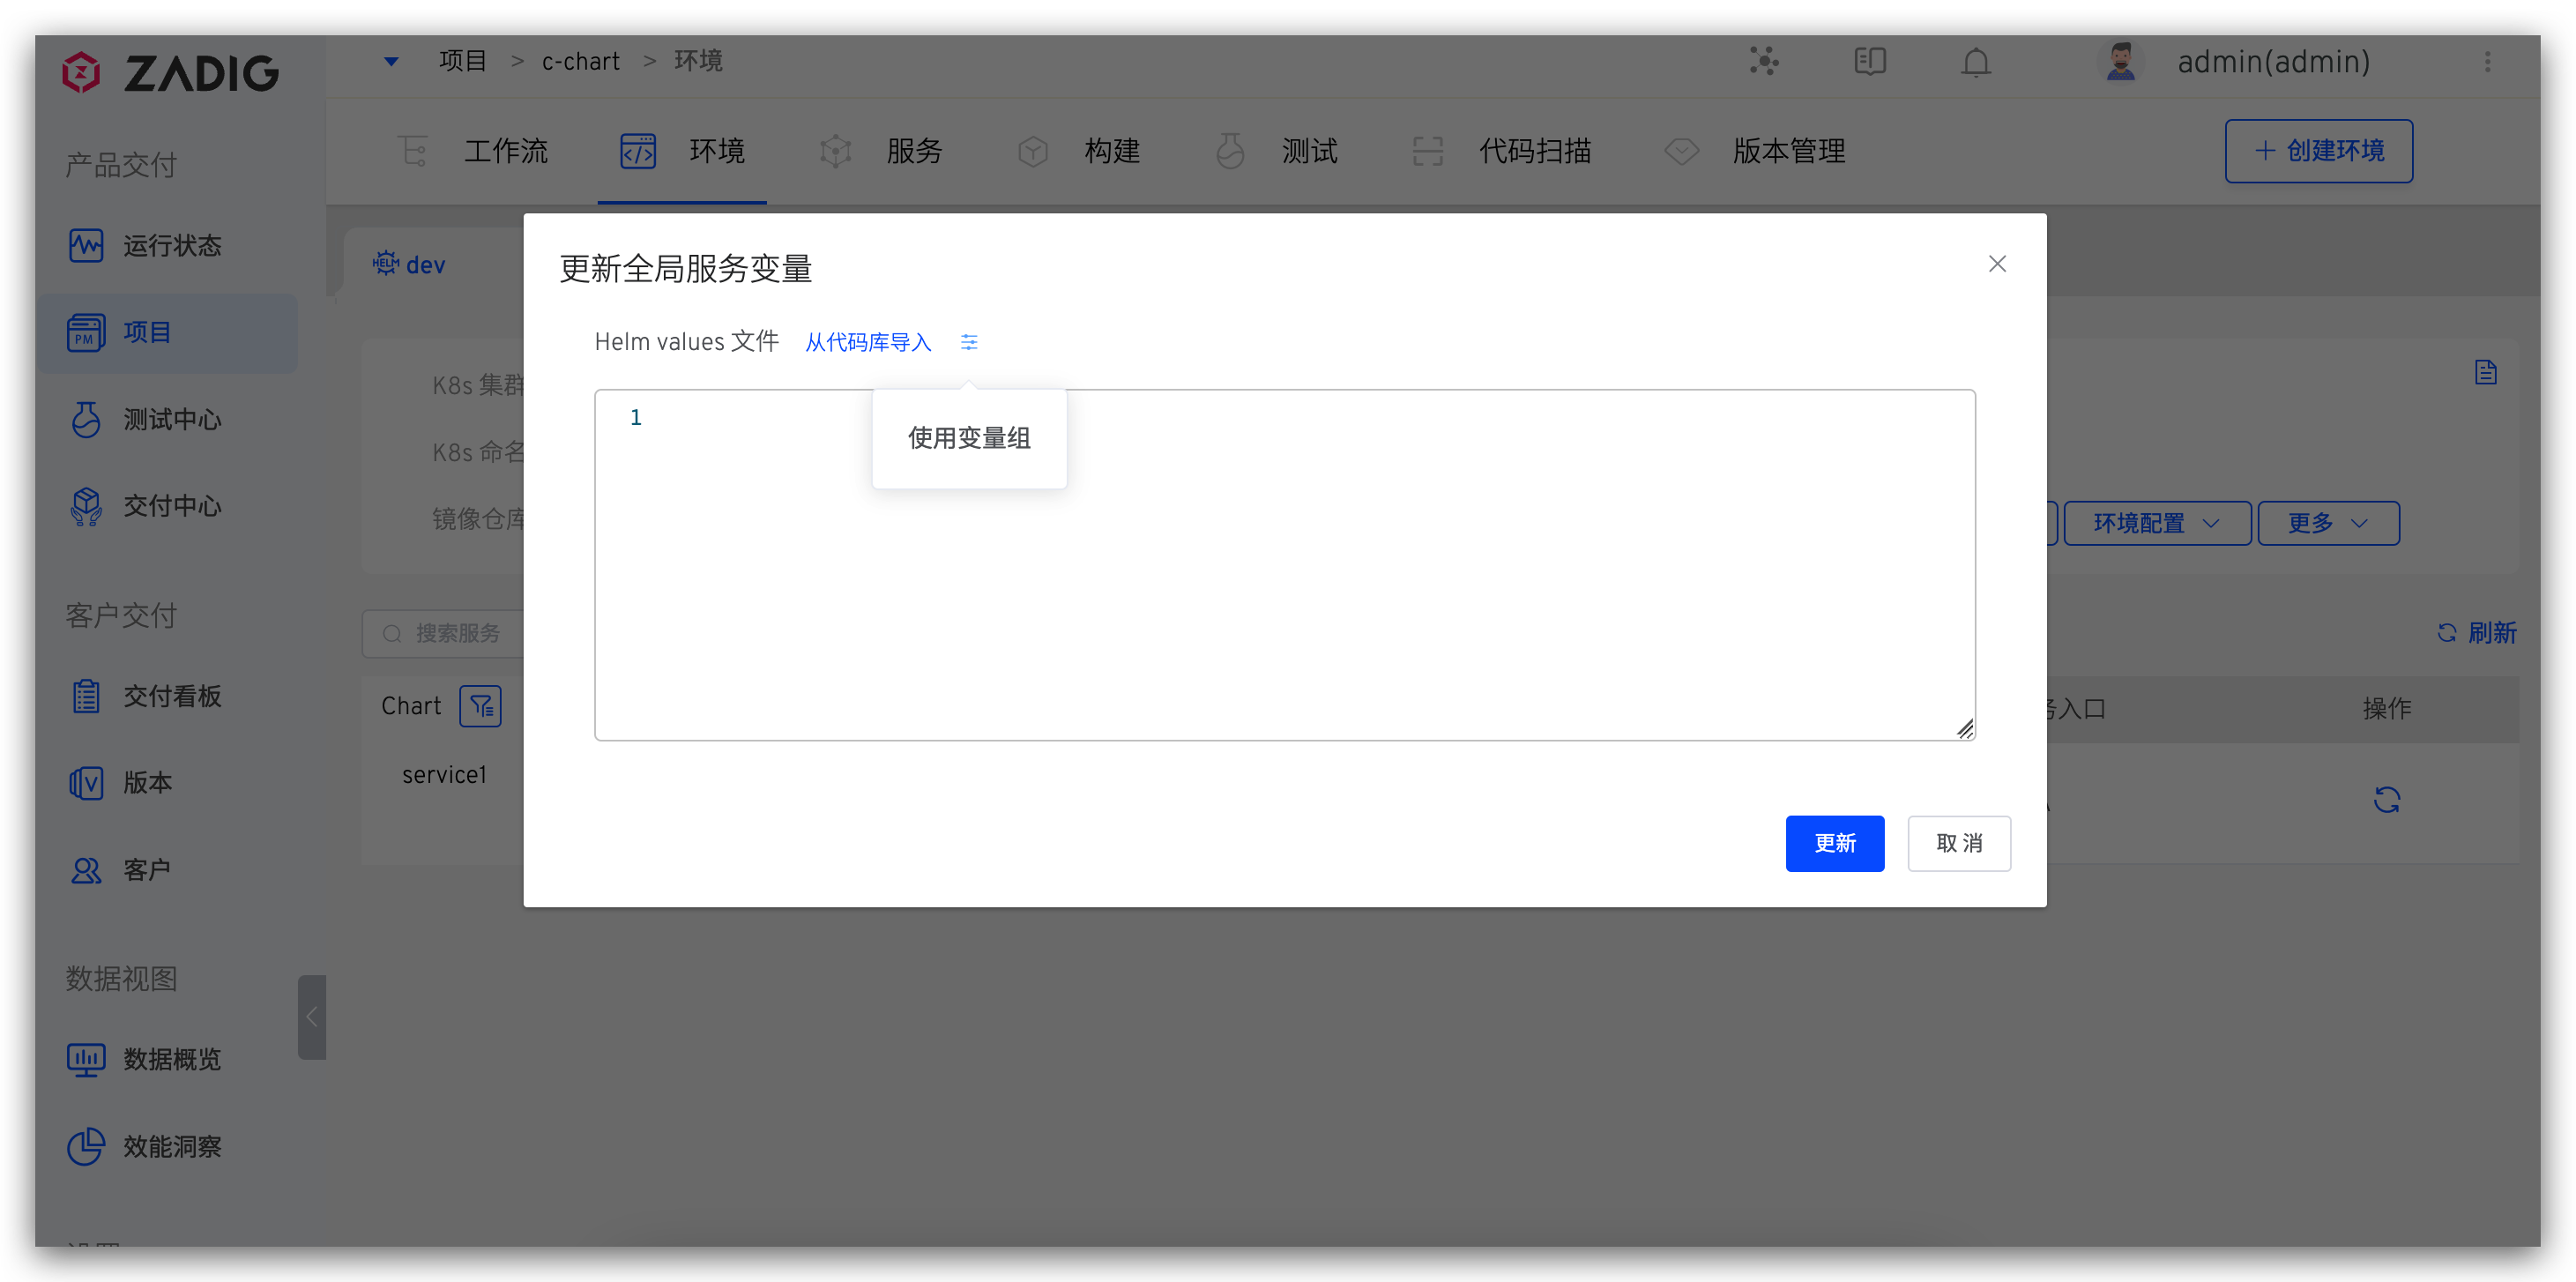 ZADIG
项目 > c-chart > 环境
admin(admin)
工作流 环境 服务 构建 测试 代码扫描 版本管理
+ 创建环境
产品交付
运行状态
项目
测试中心
交付中心
客户交付
交付看板
版本
客户
数据视图
数据概览
效能洞察
HELM dev
K8s 集群
K8s 命名
镜像仓库
环境配置
更多
搜索服务
刷新
Chart
入口
操作
service1
更新全局服务变量
Helm values 文件 从代码库导入
使用变量组
1
更新
取消